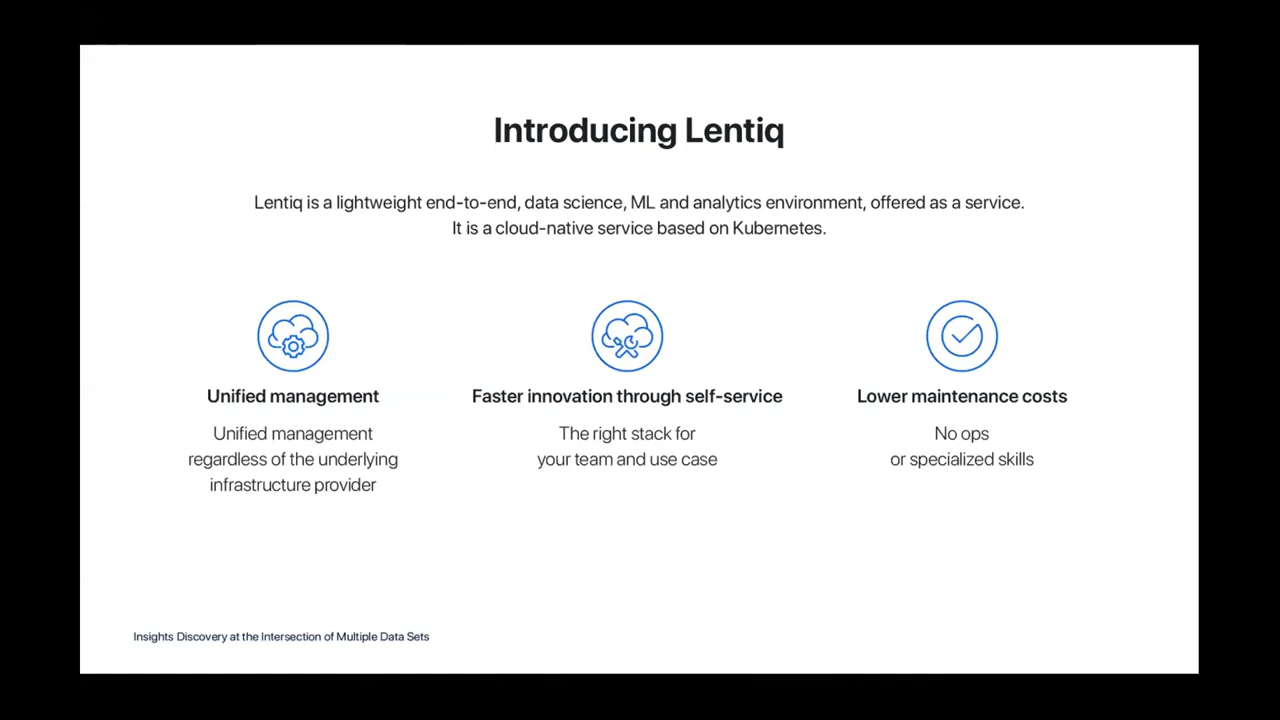 Introducing Lentiq
Lentiq is a lightweight end-to-end, data science, ML and analytics environment, offered as a service.
It is a cloud-native service based on Kubernetes.
Unified management
Unified management
regardless of the underlying
infrastructure provider
Faster innovation through self-service
The right stack for
your team and use case
Lower maintenance costs
No ops
or specialized skills
Insights Discovery at the Intersection of Multiple Data Sets